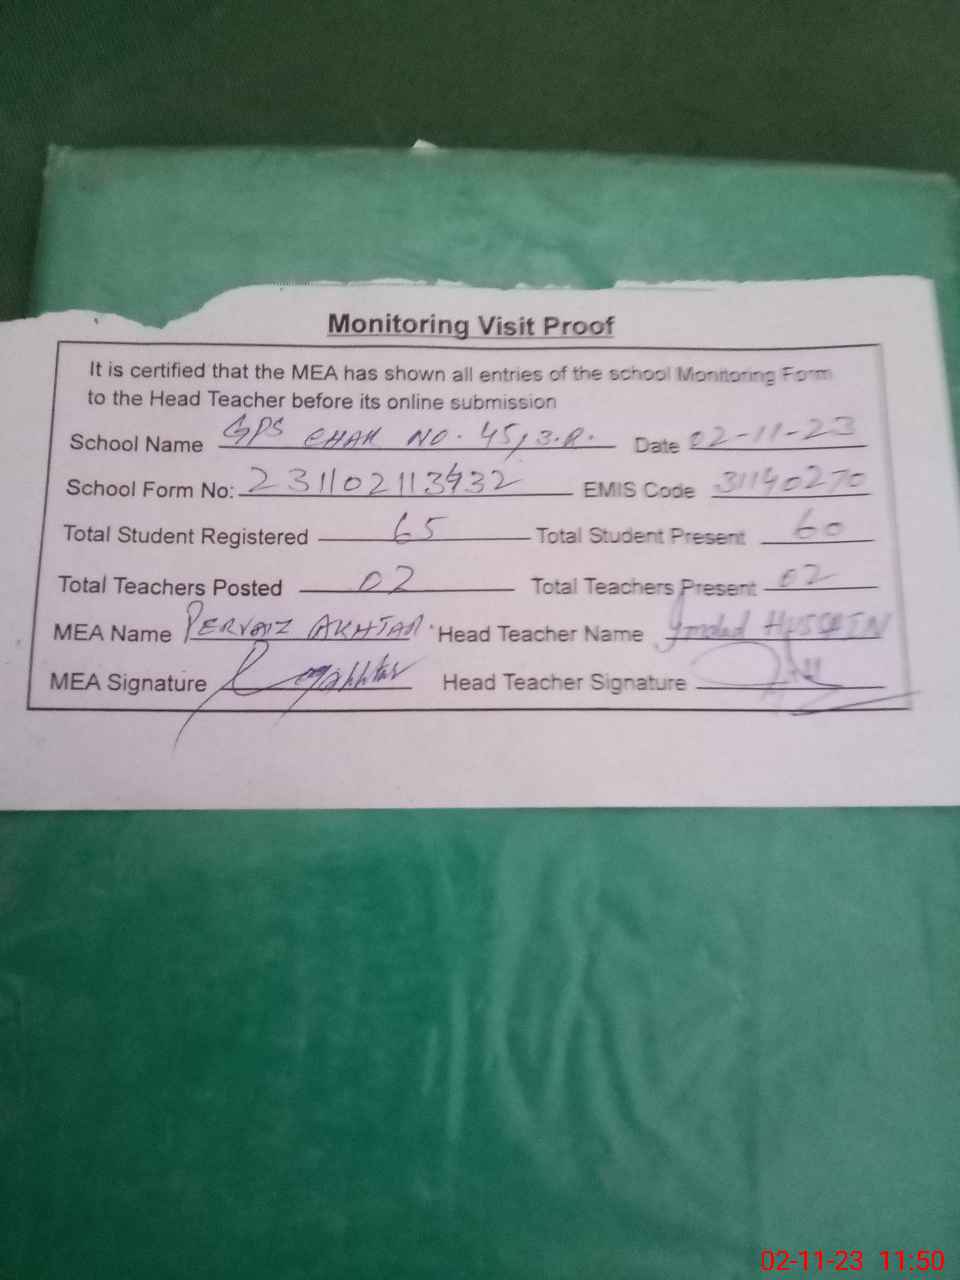 Monitoring Visit Proof
It is certified that the MEA has shown all entries of the school Monitoring Form
to the Head Teacher before its online submission
School Name GPS CHAK NO. 45, 3.R. Date 02-11-23
School Form No: 231102113432 EMIS Code 31140270
Total Student Registered 65 Total Student Present 60
Total Teachers Posted 02 Total Teachers Present 02
MEA Name PERVAIZ AKHTAR Head Teacher Name HUSSAIN
MEA Signature Head Teacher Signature
02-11-23 11:50